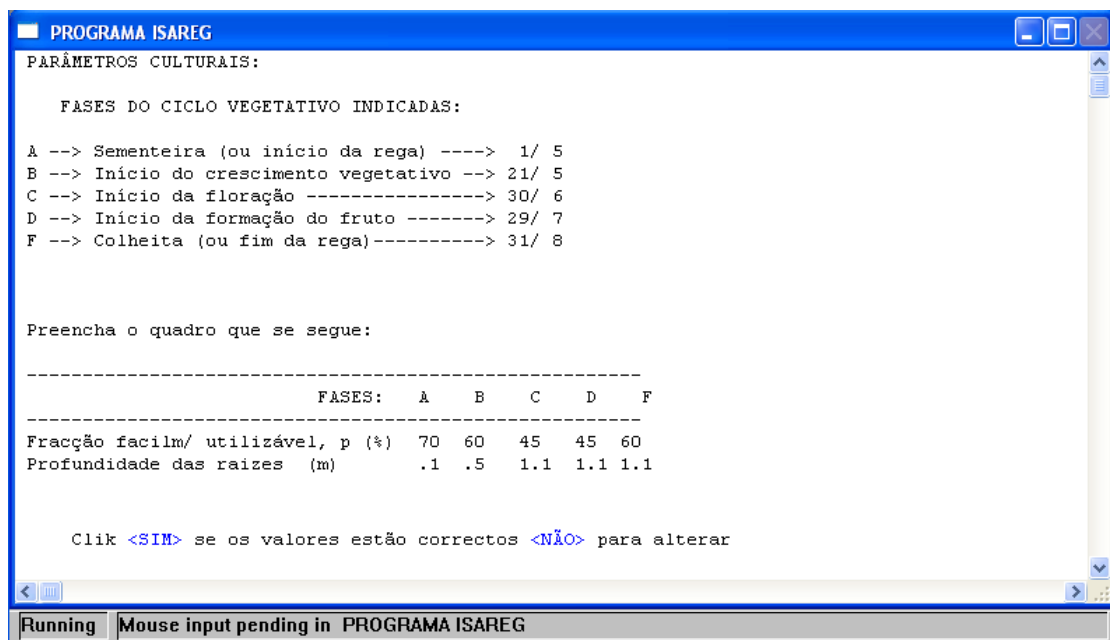 PROGRAMA ISAREG
PARÂMETROS CULTURAIS:
FASES DO CICLO VEGETATIVO INDICADAS:
A --> Sementeira (ou início da rega) ----> 1/ 5
B --> Início do crescimento vegetativo --> 21/ 5
C --> Início da floração ----------------> 30/ 6
D --> Início da formação do fruto -------> 29/ 7
F --> Colheita (ou fim da rega)----------> 31/ 8
Preencha o quadro que se segue:
-------------------------------------------------------
FASES: A B C D F
-------------------------------------------------------
Fracção facilm/ utilizável, p (%) 70 60 45 45 60
Profundidade das raizes (m) .1 .5 1.1 1.1 1.1
Clik <SIM> se os valores estão correctos <NÃO> para alterar
Running Mouse input pending in PROGRAMA ISAREG